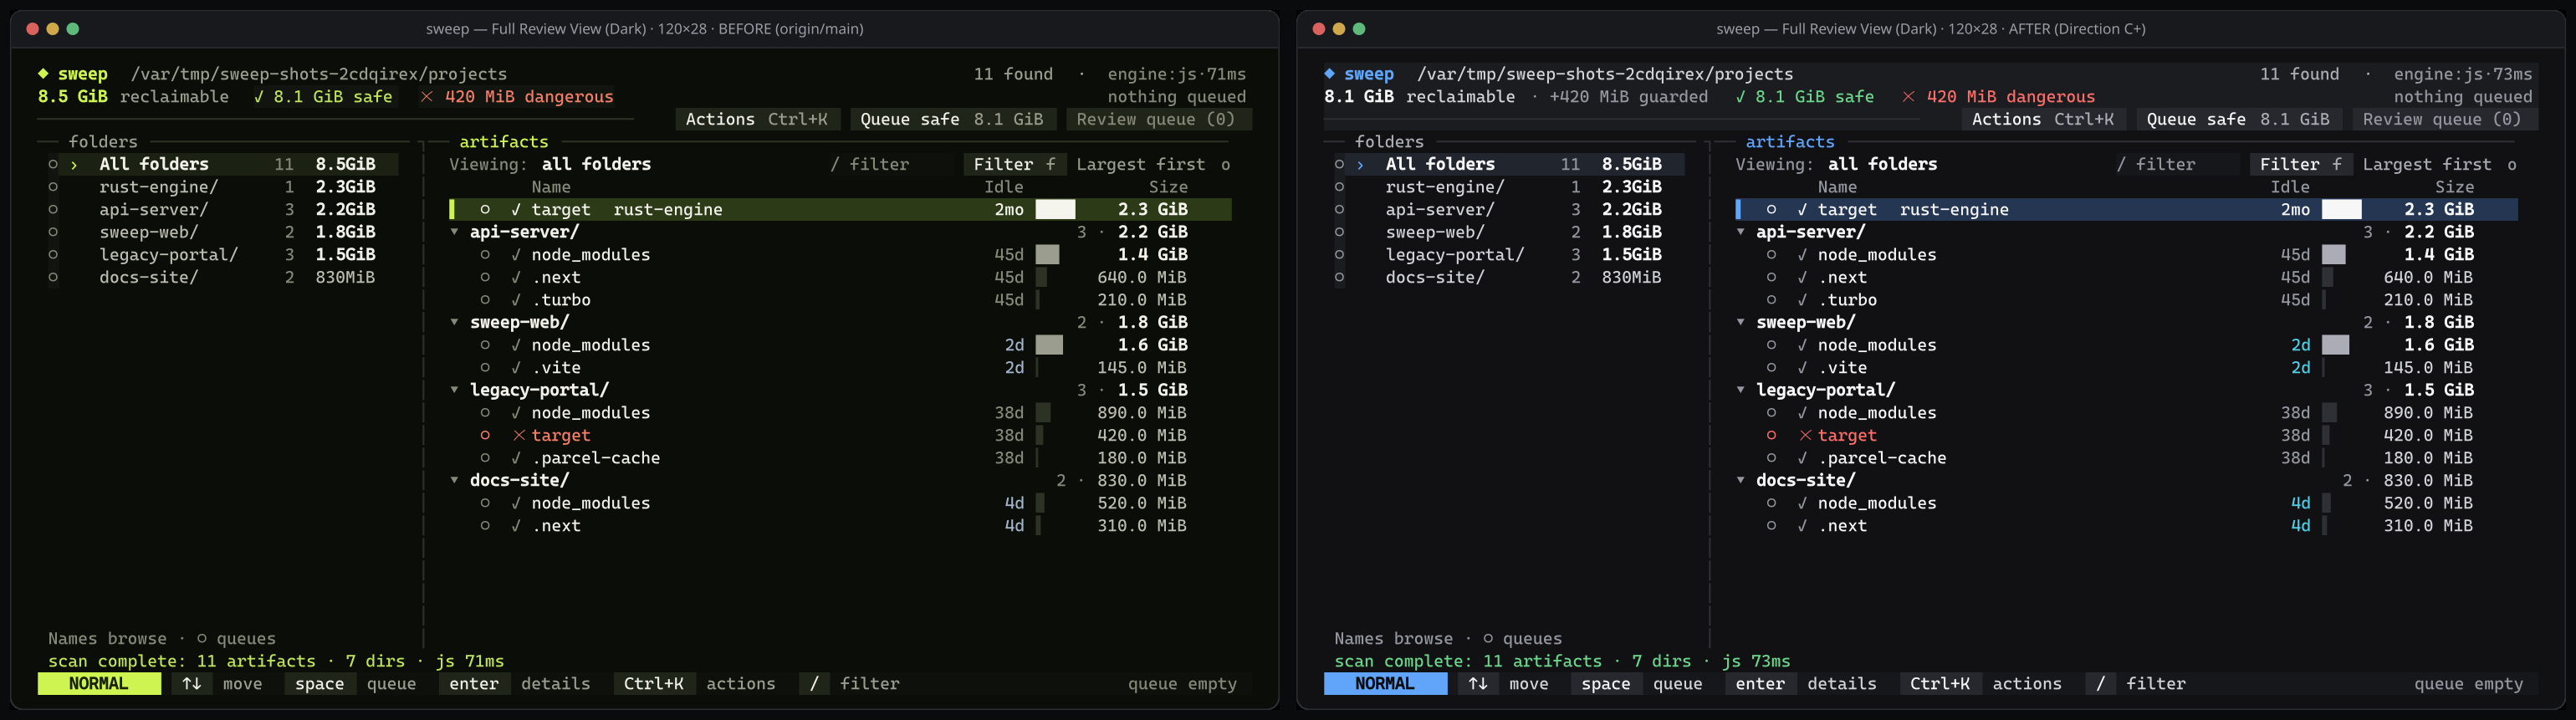 sweep — Full Review View (Dark) · 120×28 · BEFORE (origin/main)
◆ sweep /var/tmp/sweep-shots-2cdqirex/projects 11 found · engine:js·71ms
8.5 GiB reclaimable ✓ 8.1 GiB safe ✕ 420 MiB dangerous nothing queued
Actions Ctrl+K Queue safe 8.1 GiB Review queue (0)
folders
○ › All folders 11 8.5GiB
○ rust-engine/ 1 2.3GiB
○ api-server/ 3 2.2GiB
○ sweep-web/ 2 1.8GiB
○ legacy-portal/ 3 1.5GiB
○ docs-site/ 2 830MiB
artifacts
Viewing: all folders / filter Filter f Largest first o
Name Idle Size
○ ✓ target rust-engine 2mo 2.3 GiB
▾ api-server/ 3 · 2.2 GiB
○ ✓ node_modules 45d 1.4 GiB
○ ✓ .next 45d 640.0 MiB
○ ✓ .turbo 45d 210.0 MiB
▾ sweep-web/ 2 · 1.8 GiB
○ ✓ node_modules 2d 1.6 GiB
○ ✓ .vite 2d 145.0 MiB
▾ legacy-portal/ 3 · 1.5 GiB
○ ✓ node_modules 38d 890.0 MiB
○ ✕ target 38d 420.0 MiB
○ ✓ .parcel-cache 38d 180.0 MiB
▾ docs-site/ 2 · 830.0 MiB
○ ✓ node_modules 4d 520.0 MiB
○ ✓ .next 4d 310.0 MiB
Names browse · ○ queues
scan complete: 11 artifacts · 7 dirs · js 71ms
NORMAL ↑↓ move space queue enter details Ctrl+K actions / filter queue empty
sweep — Full Review View (Dark) · 120×28 · AFTER (Direction C+)
◆ sweep /var/tmp/sweep-shots-2cdqirex/projects 11 found · engine:js·73ms
8.1 GiB reclaimable · +420 MiB guarded ✓ 8.1 GiB safe ✕ 420 MiB dangerous nothing queued
Actions Ctrl+K Queue safe 8.1 GiB Review queue (0)
folders
○ › All folders 11 8.5GiB
○ rust-engine/ 1 2.3GiB
○ api-server/ 3 2.2GiB
○ sweep-web/ 2 1.8GiB
○ legacy-portal/ 3 1.5GiB
○ docs-site/ 2 830MiB
artifacts
Viewing: all folders / filter Filter f Largest first o
Name Idle Size
○ ✓ target rust-engine 2mo 2.3 GiB
▾ api-server/ 3 · 2.2 GiB
○ ✓ node_modules 45d 1.4 GiB
○ ✓ .next 45d 640.0 MiB
○ ✓ .turbo 45d 210.0 MiB
▾ sweep-web/ 2 · 1.8 GiB
○ ✓ node_modules 2d 1.6 GiB
○ ✓ .vite 2d 145.0 MiB
▾ legacy-portal/ 3 · 1.5 GiB
○ ✓ node_modules 38d 890.0 MiB
○ ✕ target 38d 420.0 MiB
○ ✓ .parcel-cache 38d 180.0 MiB
▾ docs-site/ 2 · 830.0 MiB
○ ✓ node_modules 4d 520.0 MiB
○ ✓ .next 4d 310.0 MiB
Names browse · ○ queues
scan complete: 11 artifacts · 7 dirs · js 73ms
NORMAL ↑↓ move space queue enter details Ctrl+K actions / filter queue empty